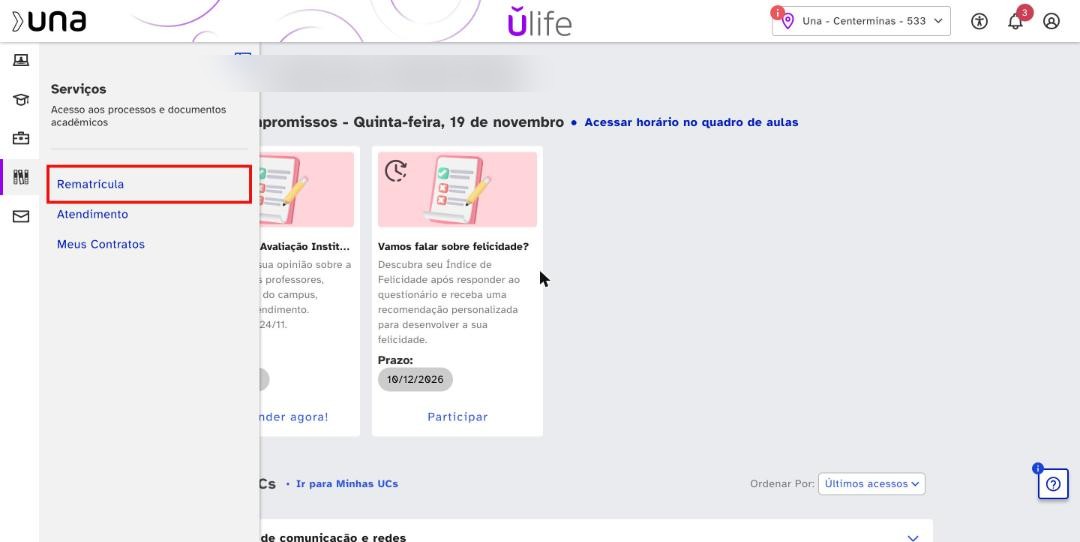 una
ulife
Una - Centerminas - 533
3
Serviços
Acesso aos processos e documentos
acadêmicos
Rematrícula
Atendimento
Meus Contratos
promissos - Quinta-feira, 19 de novembro • Acessar horário no quadro de aulas
Avaliação Instit...
sua opinião sobre a
s professores,
do campus,
endimento.
24/11.
nder agora!
Vamos falar sobre felicidade?
Descubra seu Índice de
Felicidade após responder ao
questionário e receba uma
recomendação personalizada
para desenvolver a sua
felicidade.
Prazo:
10/12/2026
Participar
Cs • Ir para Minhas UCs
Ordenar Por: Últimos acessos
de comunicação e redes